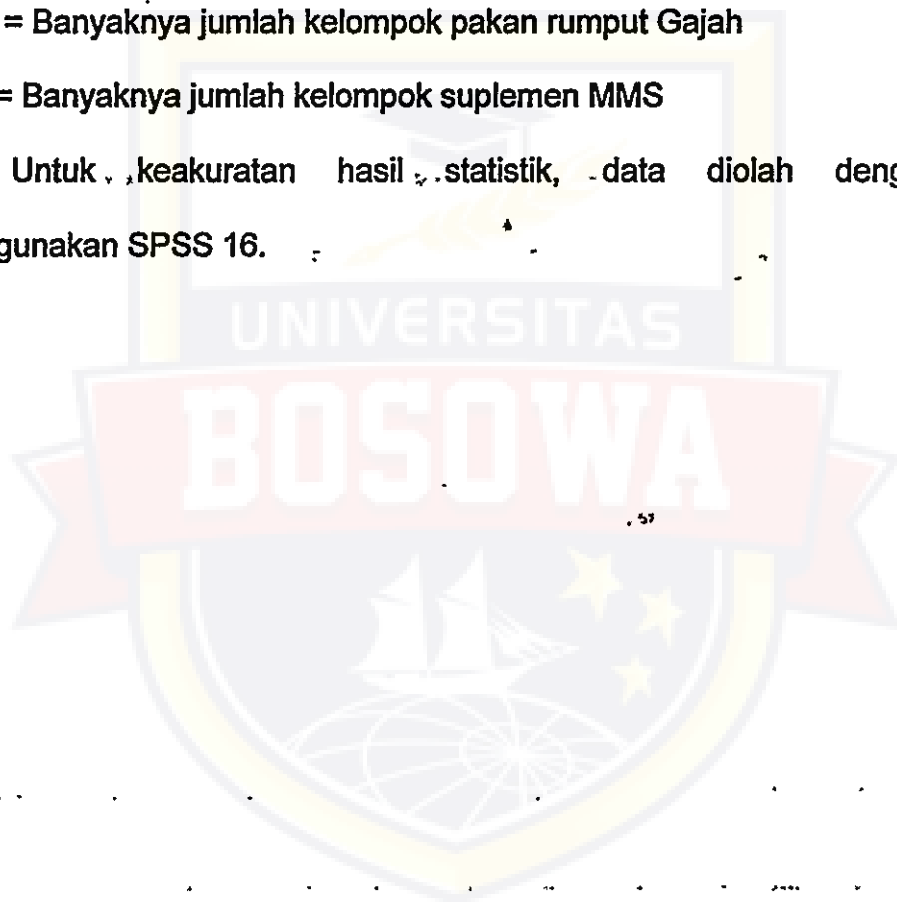 = Banyaknya jumlah kelompok pakan rumput Gajah
= Banyaknya jumlah kelompok suplemen MMS
Untuk keakuratan hasil statistik, data diolah deng
gunakan SPSS 16.
UNIVERSITAS
BOSOWA